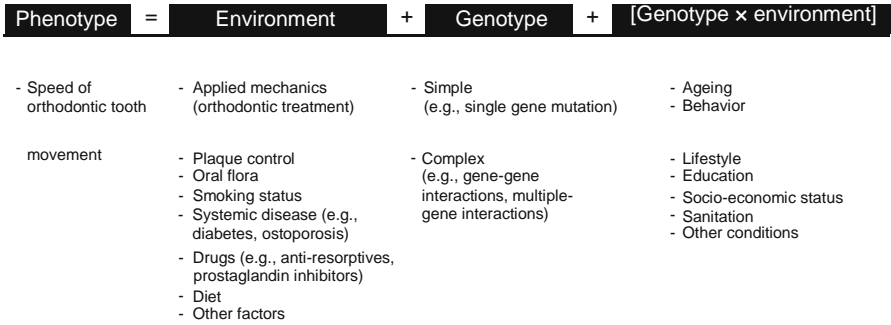 Phenotype = Environment + Genotype + [Genotype × environment]
- Speed of
orthodontic tooth
movement
- Applied mechanics
(orthodontic treatment)
- Plaque control
- Oral flora
- Smoking status
- Systemic disease (e.g.,
diabetes, ostoporosis)
- Drugs (e.g., anti-resorptives,
prostaglandin inhibitors)
- Diet
- Other factors
- Simple
(e.g., single gene mutation)
- Complex
(e.g., gene-gene
interactions, multiple-
gene interactions)
- Ageing
- Behavior
- Lifestyle
- Education
- Socio-economic status
- Sanitation
- Other conditions